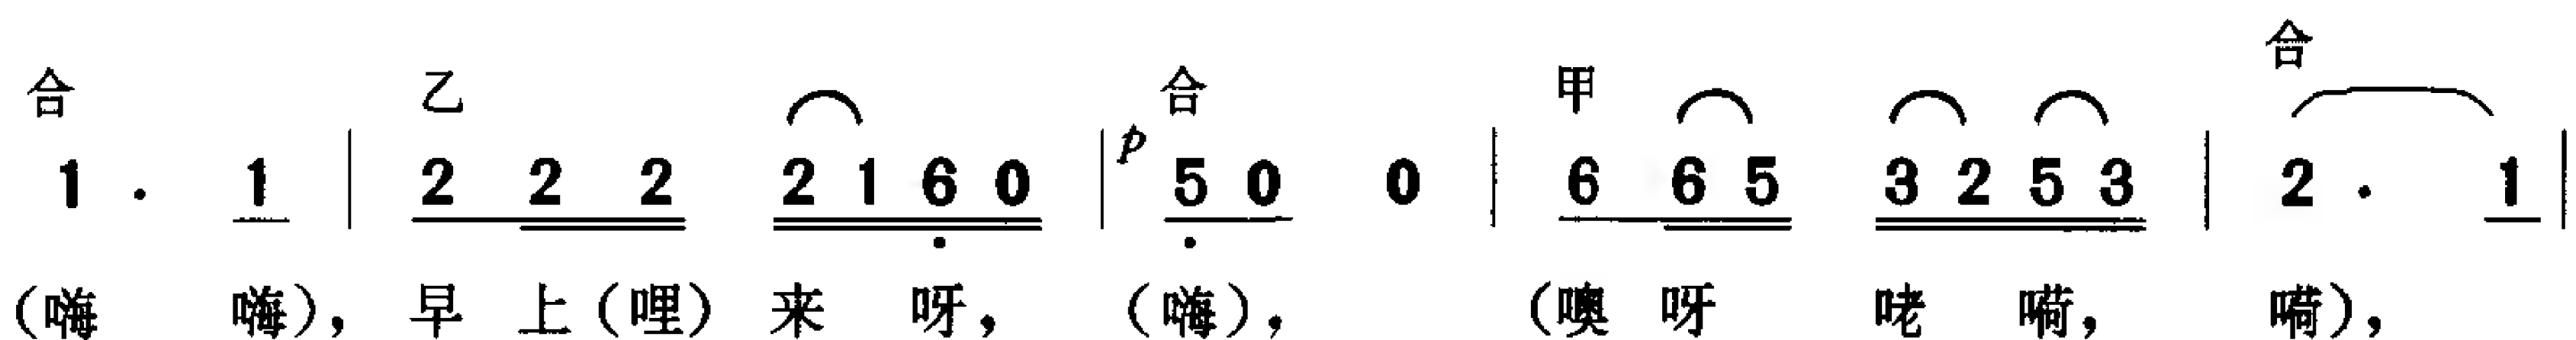 合 乙 合 甲 合
1 . 1 | 2 2 2 2 1 6 0 | p 5 0 0 | 6 6 5 3 2 5 3 | 2 . 1 |
（嗨 嗨），早 上（哩）来 呀，（嗨），（噢 呀 咾 嗬，嗬），